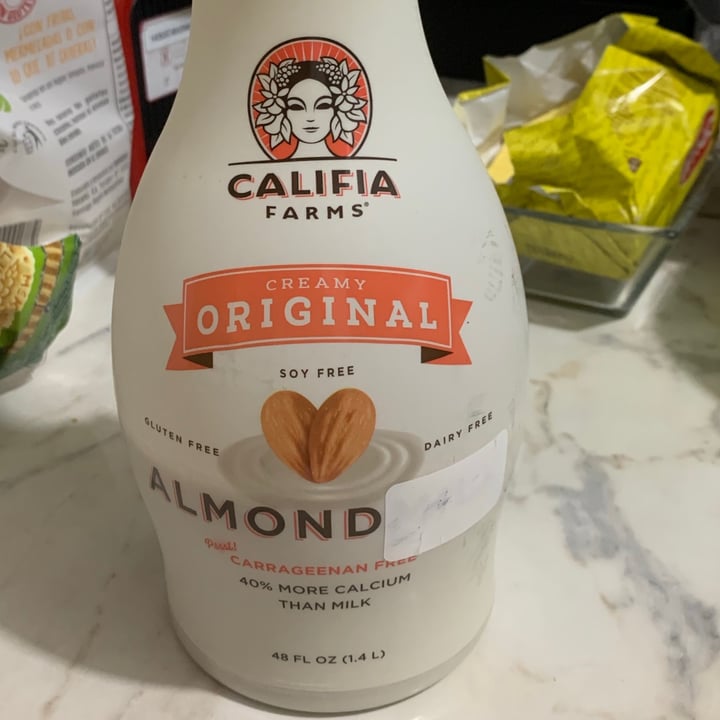 CALIFIA
FARMS®
CREAMY
ORIGINAL
SOY FREE
GLUTEN FREE
DAIRY FREE
ALMOND
Pssst!
CARRAGEENAN FREE
40% MORE CALCIUM
THAN MILK
48 FL OZ (1.4 L)